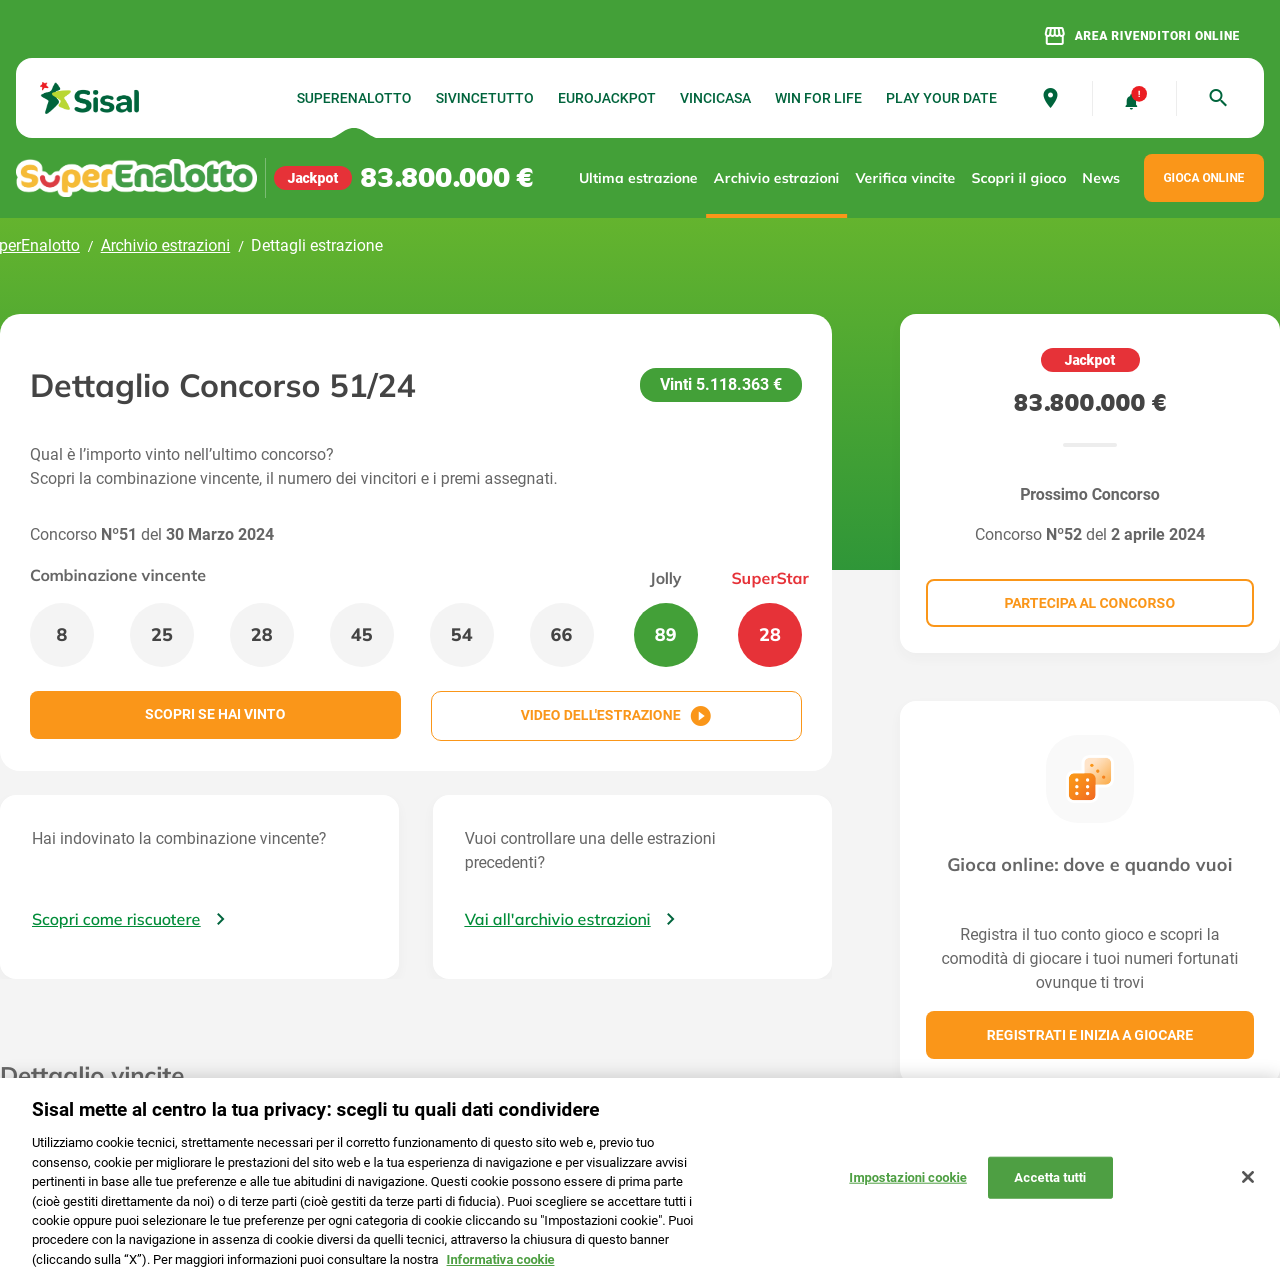 AREA RIVENDITORI ONLINE
Sisal
SUPERENALOTTO SIVINCETUTTO EUROJACKPOT VINCICASA WIN FOR LIFE PLAY YOUR DATE
SuperEnalotto Jackpot 83.800.000 € Ultima estrazione Archivio estrazioni Verifica vincite Scopri il gioco News GIOCA ONLINE
perEnalotto / Archivio estrazioni / Dettagli estrazione
Dettaglio Concorso 51/24
Vinti 5.118.363 €
Qual è l’importo vinto nell’ultimo concorso?
Scopri la combinazione vincente, il numero dei vincitori e i premi assegnati.
Concorso Nº51 del 30 Marzo 2024
Combinazione vincente Jolly SuperStar
8 25 28 45 54 66 89 28
SCOPRI SE HAI VINTO VIDEO DELL'ESTRAZIONE
Hai indovinato la combinazione vincente?
Scopri come riscuotere
Vuoi controllare una delle estrazioni
precedenti?
Vai all'archivio estrazioni
Jackpot
83.800.000 €
Prossimo Concorso
Concorso Nº52 del 2 aprile 2024
PARTECIPA AL CONCORSO
Gioca online: dove e quando vuoi
Registra il tuo conto gioco e scopri la
comodità di giocare i tuoi numeri fortunati
ovunque ti trovi
REGISTRATI E INIZIA A GIOCARE
Dettaglio vincite
Sisal mette al centro la tua privacy: scegli tu quali dati condividere
Utilizziamo cookie tecnici, strettamente necessari per il corretto funzionamento di questo sito web e, previo tuo
consenso, cookie per migliorare le prestazioni del sito web e la tua esperienza di navigazione e per visualizzare avvisi
pertinenti in base alle tue preferenze e alle tue abitudini di navigazione. Questi cookie possono essere di prima parte
(cioè gestiti direttamente da noi) o di terze parti (cioè gestiti da terze parti di fiducia). Puoi scegliere se accettare tutti i
cookie oppure puoi selezionare le tue preferenze per ogni categoria di cookie cliccando su "Impostazioni cookie". Puoi
procedere con la navigazione in assenza di cookie diversi da quelli tecnici, attraverso la chiusura di questo banner
(cliccando sulla “X”). Per maggiori informazioni puoi consultare la nostra Informativa cookie
Impostazioni cookie Accetta tutti